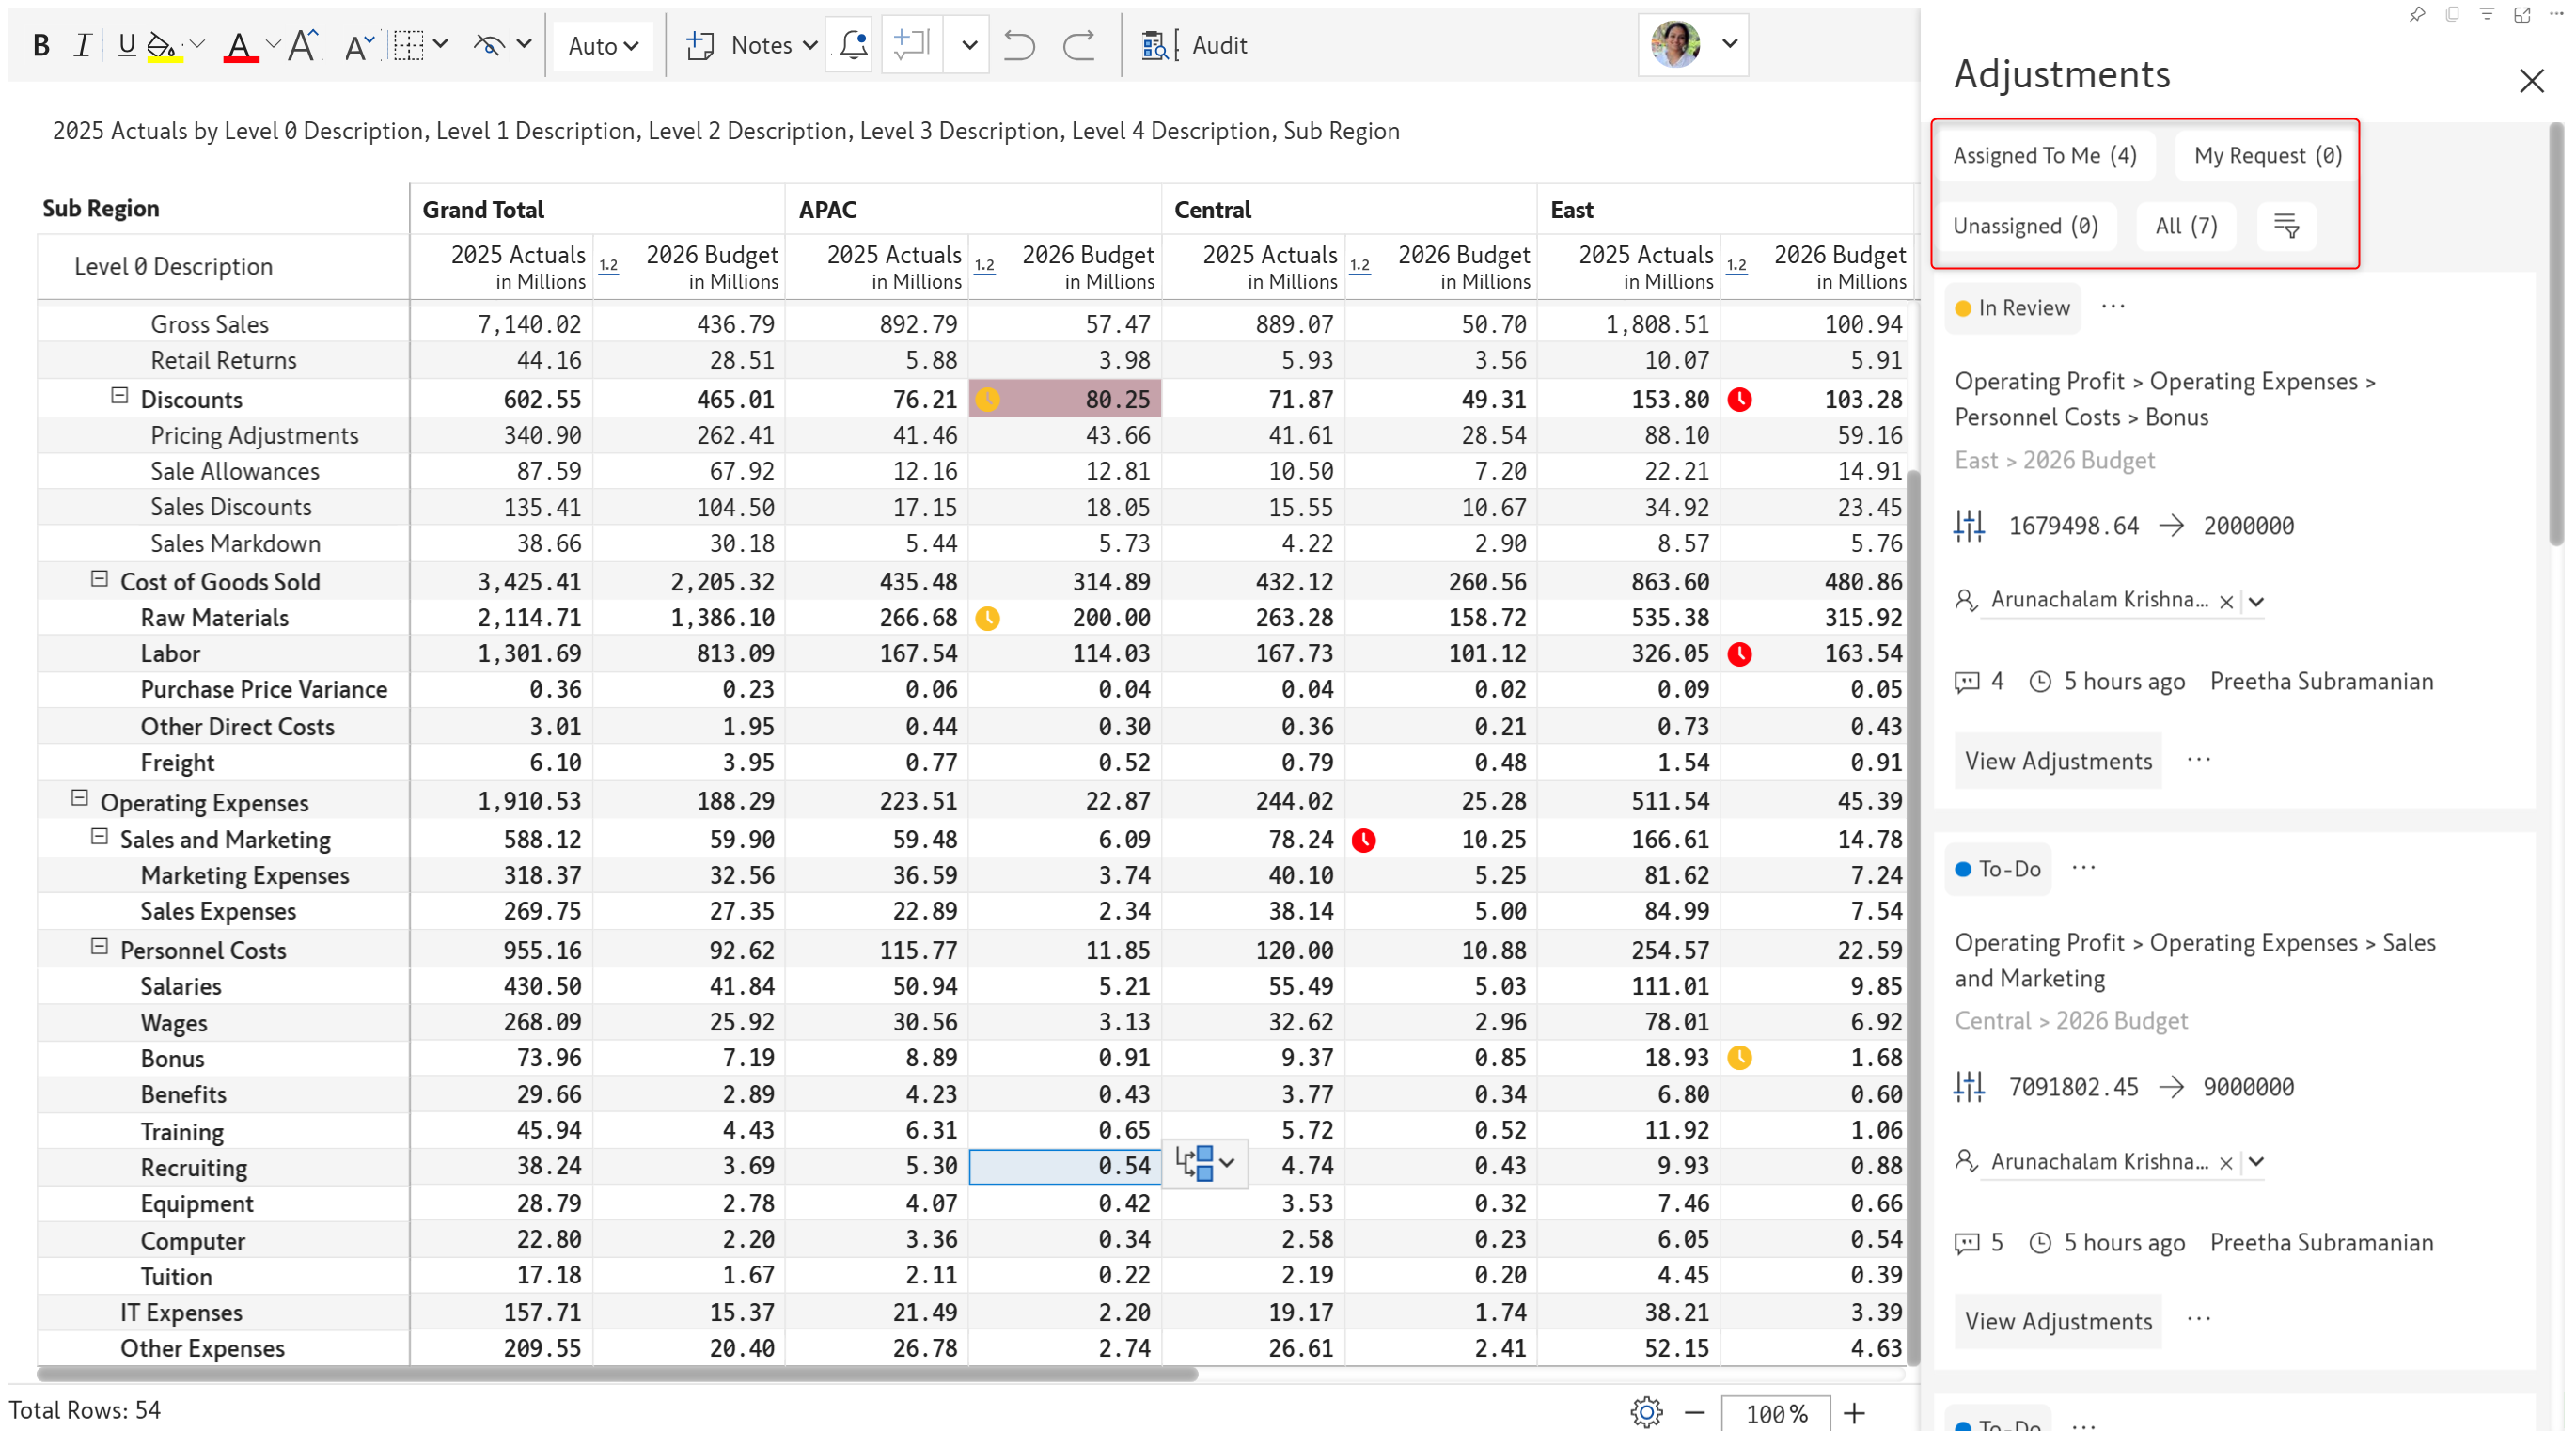 B I U A A A Auto Notes Audit
2025 Actuals by Level 0 Description, Level 1 Description, Level 2 Description, Level 3 Description, Level 4 Description, Sub Region
Sub Region Grand Total APAC Central East
Level 0 Description 2025 Actuals in Millions 1.2 2026 Budget in Millions 2025 Actuals in Millions 1.2 2026 Budget in Millions 2025 Actuals in Millions 1.2 2026 Budget in Millions 2025 Actuals in Millions 1.2 2026 Budget in Millions
Gross Sales 7,140.02 436.79 892.79 57.47 889.07 50.70 1,808.51 100.94
Retail Returns 44.16 28.51 5.88 3.98 5.93 3.56 10.07 5.91
Discounts 602.55 465.01 76.21 80.25 71.87 49.31 153.80 103.28
Pricing Adjustments 340.90 262.41 41.46 43.66 41.61 28.54 88.10 59.16
Sale Allowances 87.59 67.92 12.16 12.81 10.50 7.20 22.21 14.91
Sales Discounts 135.41 104.50 17.15 18.05 15.55 10.67 34.92 23.45
Sales Markdown 38.66 30.18 5.44 5.73 4.22 2.90 8.57 5.76
Cost of Goods Sold 3,425.41 2,205.32 435.48 314.89 432.12 260.56 863.60 480.86
Raw Materials 2,114.71 1,386.10 266.68 200.00 263.28 158.72 535.38 315.92
Labor 1,301.69 813.09 167.54 114.03 167.73 101.12 326.05 163.54
Purchase Price Variance 0.36 0.23 0.06 0.04 0.04 0.02 0.09 0.05
Other Direct Costs 3.01 1.95 0.44 0.30 0.36 0.21 0.73 0.43
Freight 6.10 3.95 0.77 0.52 0.79 0.48 1.54 0.91
Operating Expenses 1,910.53 188.29 223.51 22.87 244.02 25.28 511.54 45.39
Sales and Marketing 588.12 59.90 59.48 6.09 78.24 10.25 166.61 14.78
Marketing Expenses 318.37 32.56 36.59 3.74 40.10 5.25 81.62 7.24
Sales Expenses 269.75 27.35 22.89 2.34 38.14 5.00 84.99 7.54
Personnel Costs 955.16 92.62 115.77 11.85 120.00 10.88 254.57 22.59
Salaries 430.50 41.84 50.94 5.21 55.49 5.03 111.01 9.85
Wages 268.09 25.92 30.56 3.13 32.62 2.96 78.01 6.92
Bonus 73.96 7.19 8.89 0.91 9.37 0.85 18.93 1.68
Benefits 29.66 2.89 4.23 0.43 3.77 0.34 6.80 0.60
Training 45.94 4.43 6.31 0.65 5.72 0.52 11.92 1.06
Recruiting 38.24 3.69 5.30 0.54 4.74 0.43 9.93 0.88
Equipment 28.79 2.78 4.07 0.42 3.53 0.32 7.46 0.66
Computer 22.80 2.20 3.36 0.34 2.58 0.23 6.05 0.54
Tuition 17.18 1.67 2.11 0.22 2.19 0.20 4.45 0.39
IT Expenses 157.71 15.37 21.49 2.20 19.17 1.74 38.21 3.39
Other Expenses 209.55 20.40 26.78 2.74 26.61 2.41 52.15 4.63
Total Rows: 54
100%
Adjustments
Assigned To Me (4) My Request (0)
Unassigned (0) All (7)
In Review
Operating Profit > Operating Expenses >
Personnel Costs > Bonus
East > 2026 Budget
1679498.64 → 2000000
Arunachalam Krishna...
4 5 hours ago Preetha Subramanian
View Adjustments
To-Do
Operating Profit > Operating Expenses > Sales
and Marketing
Central > 2026 Budget
7091802.45 → 9000000
Arunachalam Krishna...
5 5 hours ago Preetha Subramanian
View Adjustments
To-Do